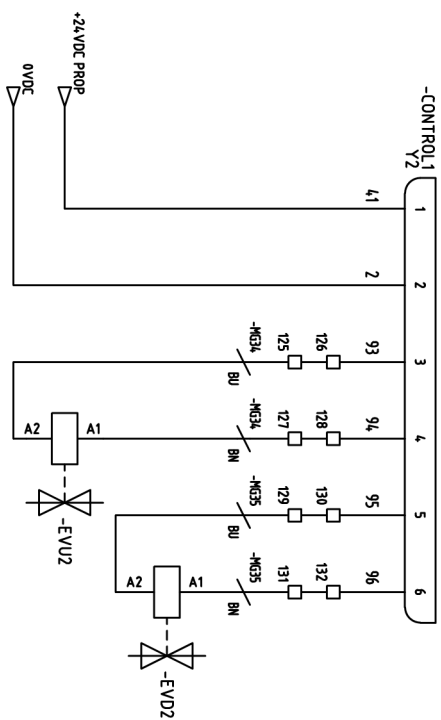 -CONTROL1
Y2
1
2
3
4
5
6
41
2
93
94
95
96
126
128
130
132
125
127
129
131
-MG34
-MG34
-MG35
-MG35
BU
BN
BU
BN
+24VDC PROP
0VDC
A2
A1
-EVU2
A2
A1
-EVD2